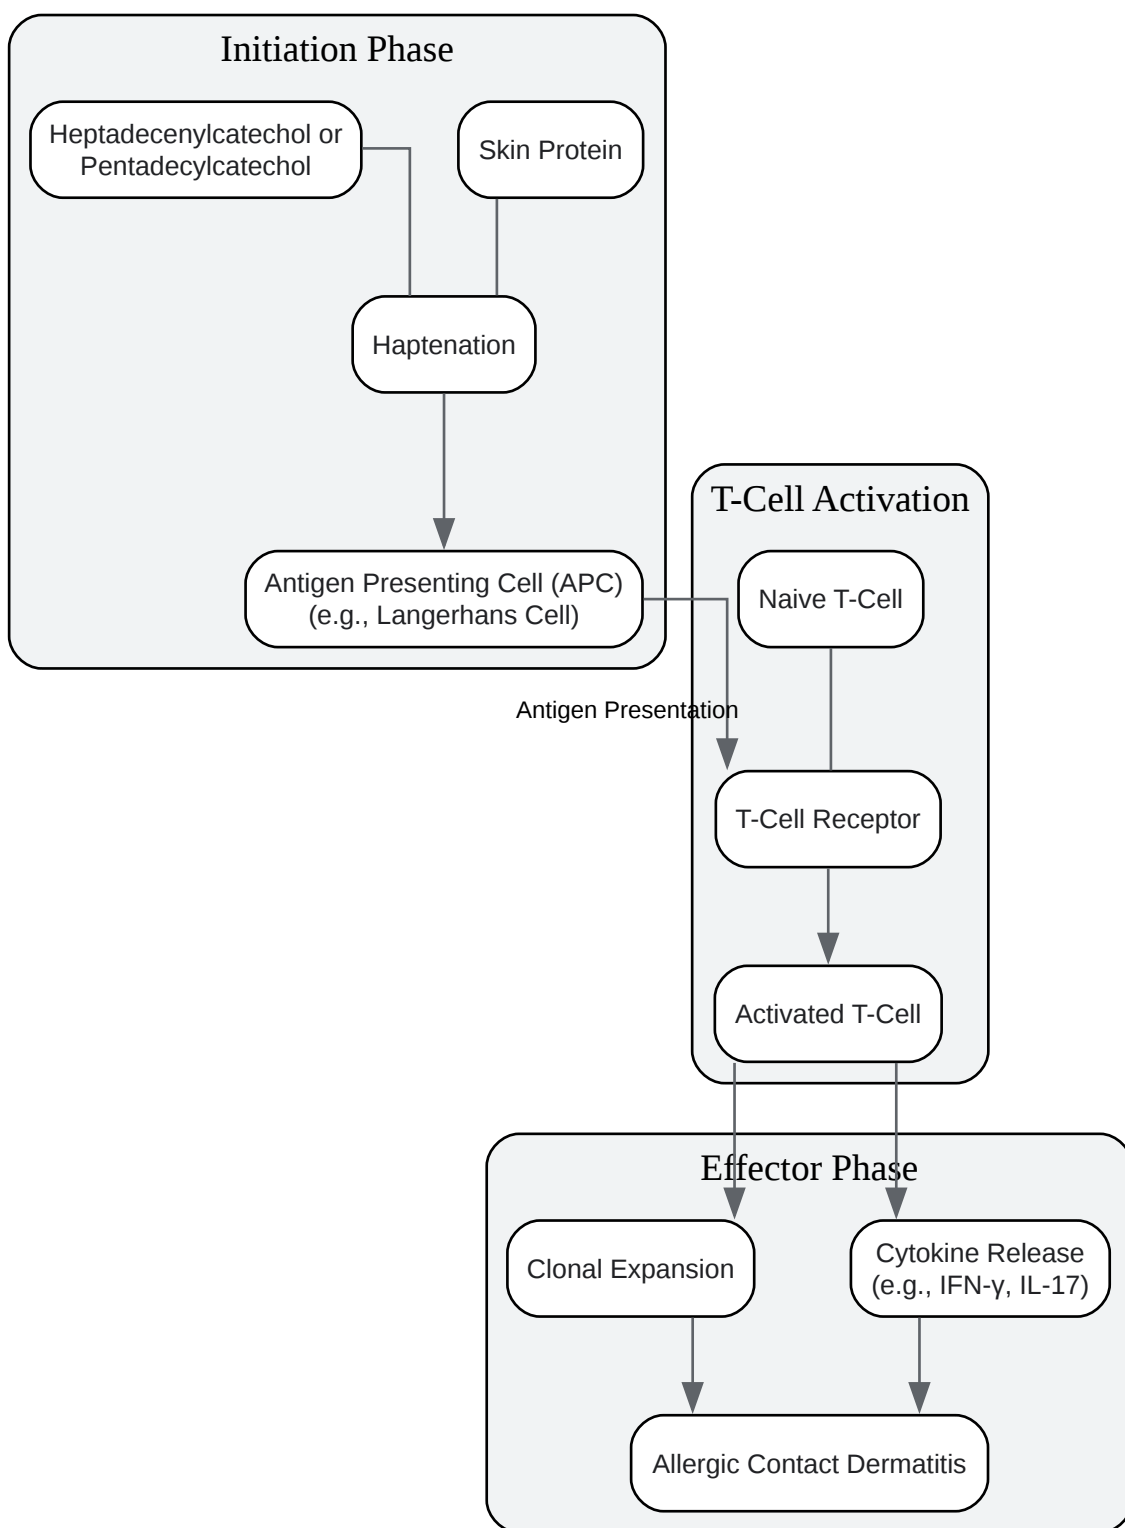 Initiation Phase
Heptadecenylcatechol or
Pentadecylcatechol
Skin Protein
Haptenation
Antigen Presenting Cell (APC)
(e.g., Langerhans Cell)
Antigen Presentation
T-Cell Activation
Naive T-Cell
T-Cell Receptor
Activated T-Cell
Effector Phase
Clonal Expansion
Cytokine Release
(e.g., IFN-γ, IL-17)
Allergic Contact Dermatitis